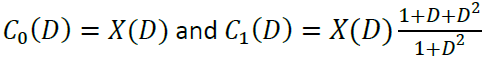 C₀(D) = X(D) and C₁(D) = X(D) (1+D+D²)/(1+D²)